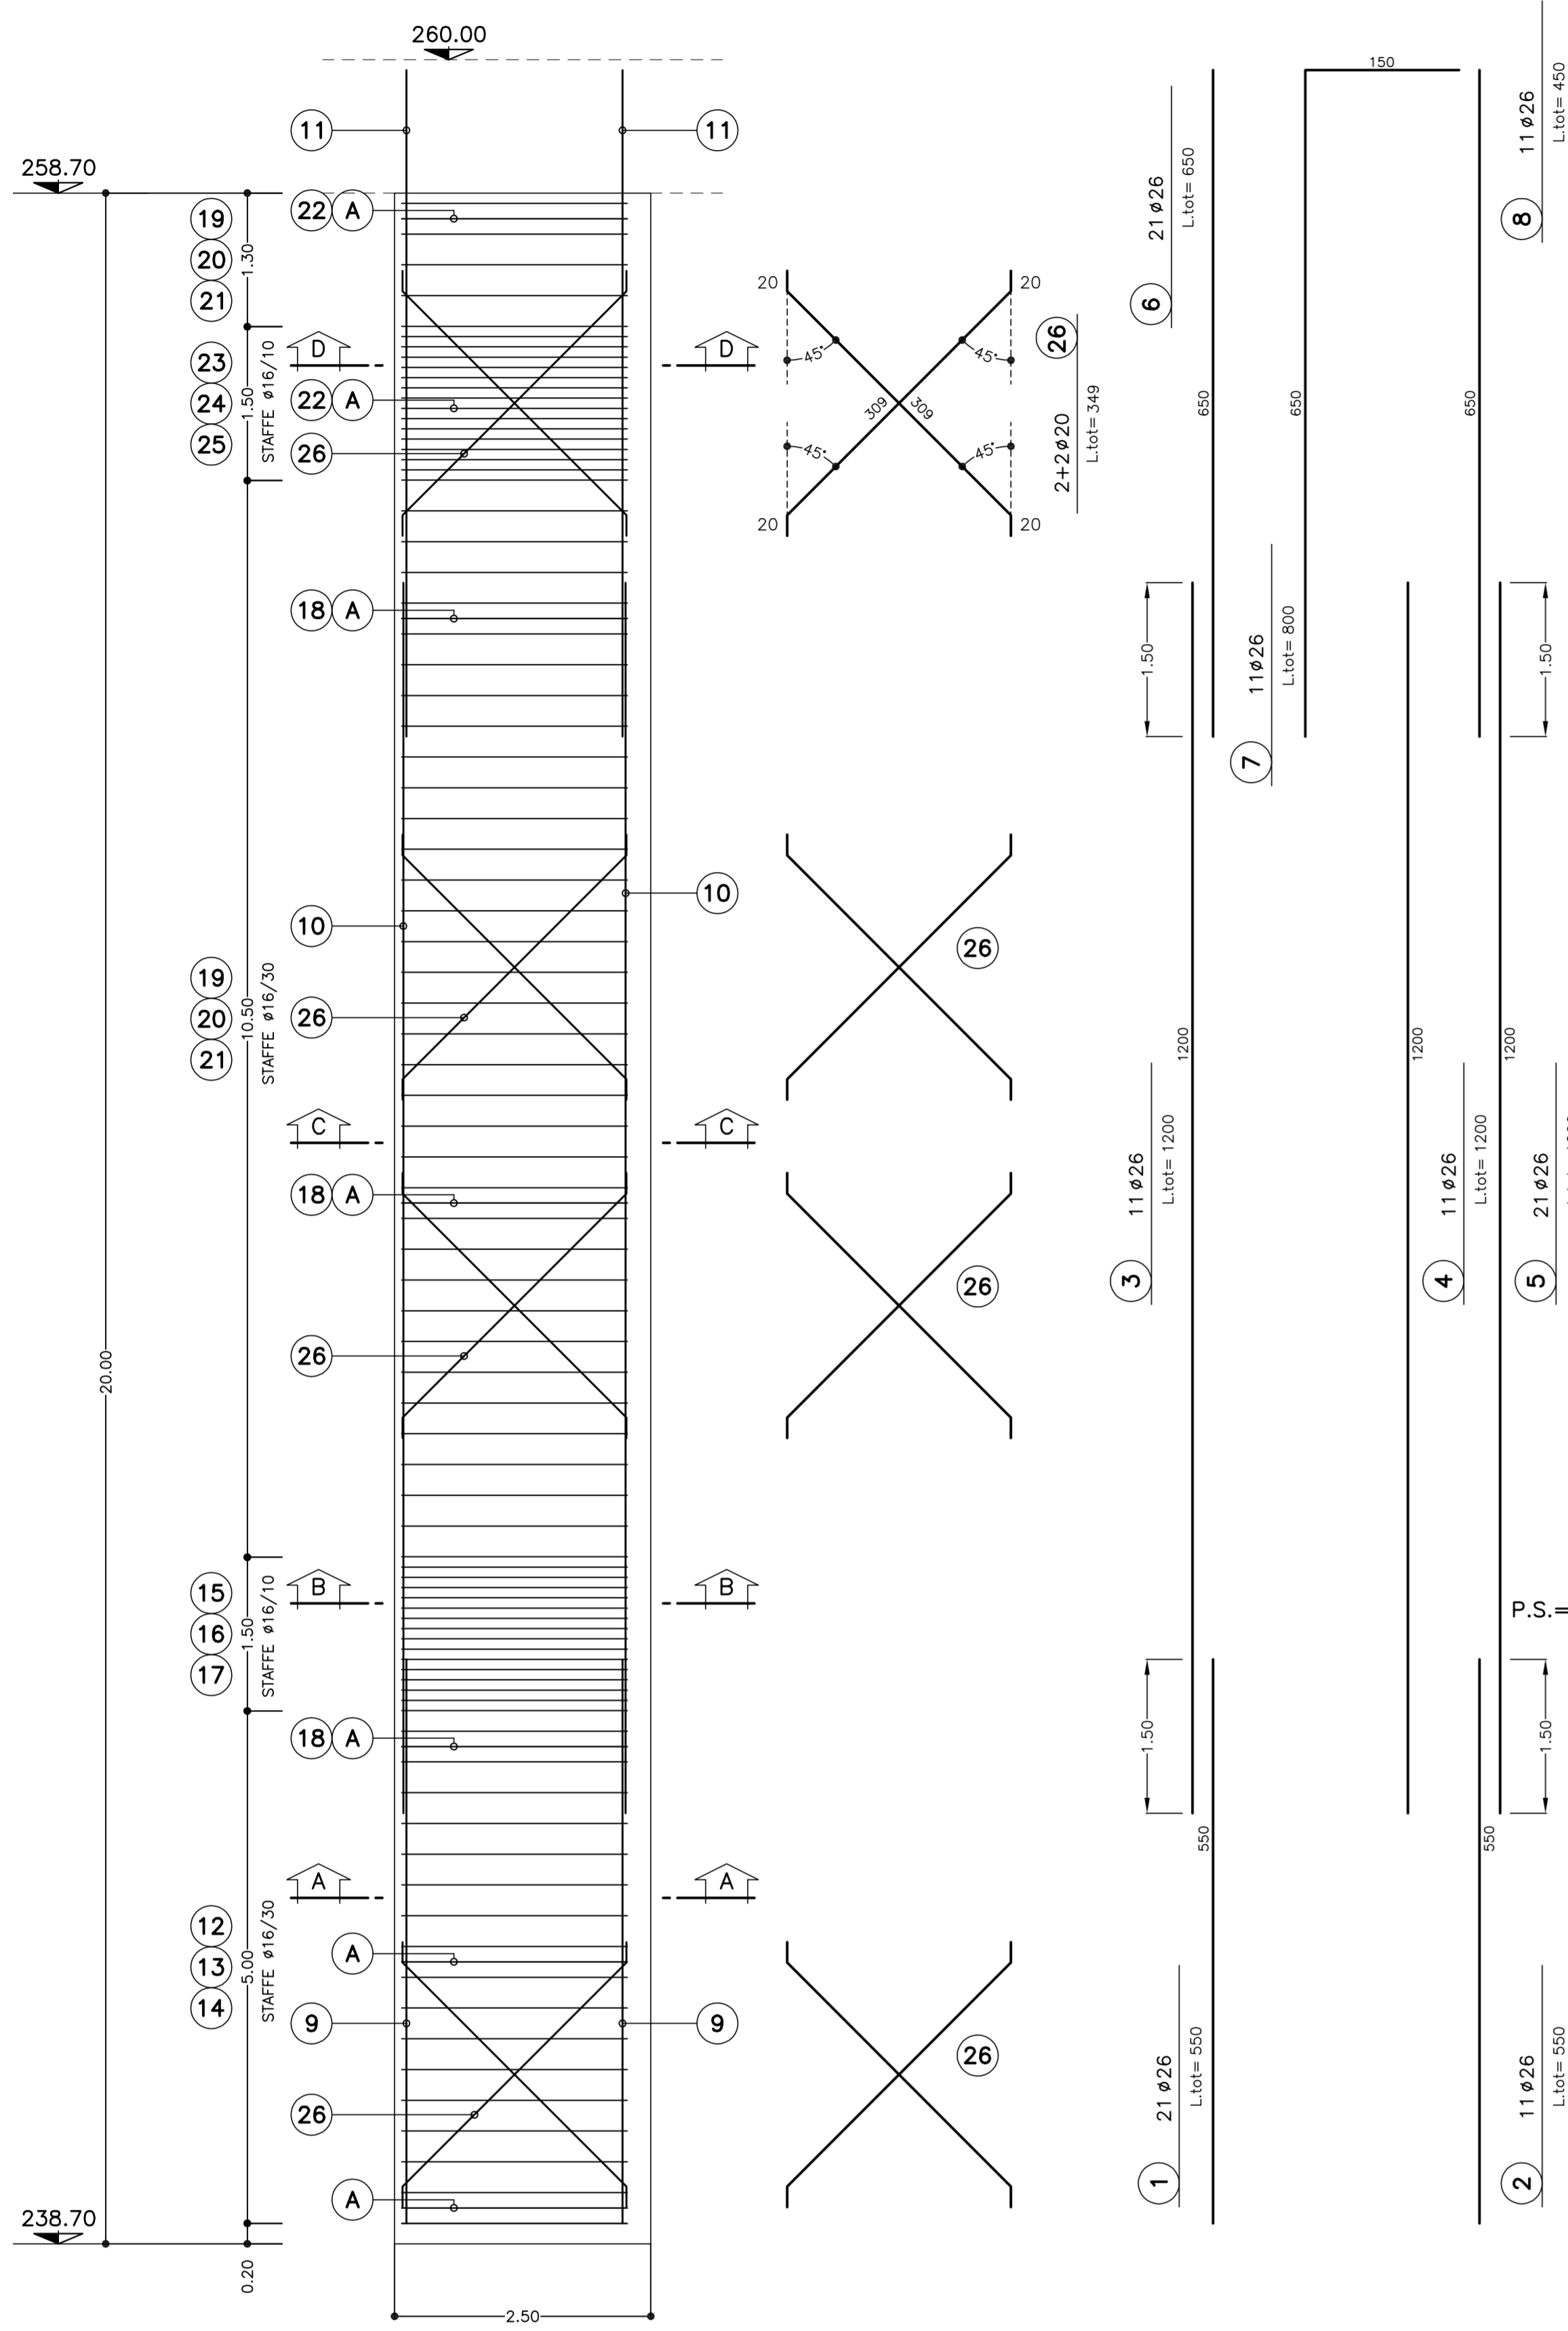 260.00
258.70
11
11
22 A
19
20
21
1.30
D
D
23
24
25
1.50
STAFFE ø16/10
22 A
26
18 A
10
10
19
20
21
10.50
STAFFE ø16/30
26
C
C
18 A
26
20.00
15
16
17
1.50
STAFFE ø16/10
B
B
18 A
A
A
12
13
14
5.00
STAFFE ø16/30
A
9
9
26
A
238.70
0.20
2.50
20
20
45°
45°
309
309
45°
45°
20
20
26
2+2ø20
L.tot= 349
26
26
26
6
21ø26
L.tot= 650
650
150
650
7
11ø26
L.tot= 800
650
8
11ø26
L.tot= 450
1.50
1.50
1200
3
11ø26
L.tot= 1200
1200
4
11ø26
L.tot= 1200
1200
5
21ø26
P.S.=
1.50
1.50
550
1
21ø26
L.tot= 550
550
2
11ø26
L.tot= 550